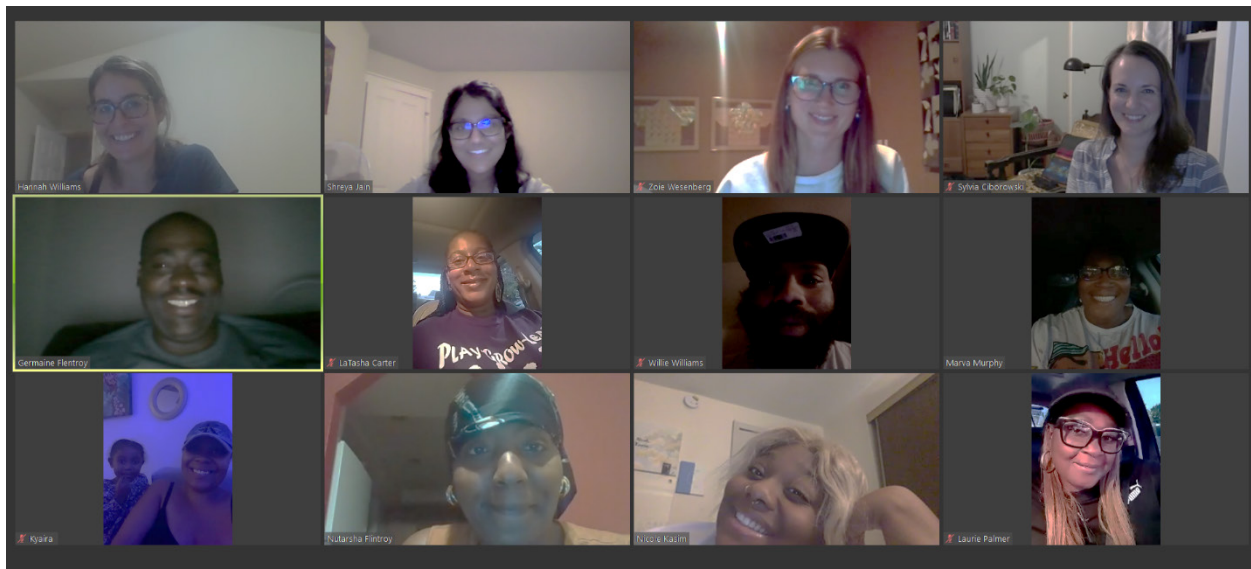 Hannah Williams
Shreya Jain
Zoie Wesenberg
Sylvia Ciborowski
Germaine Flentroy
LaTasha Carter
PLAY
Willie Williams
Marva Murphy
Hello
Kyaira
Nutarsha Flintroy
Nicole Kasim
Laurie Palmer